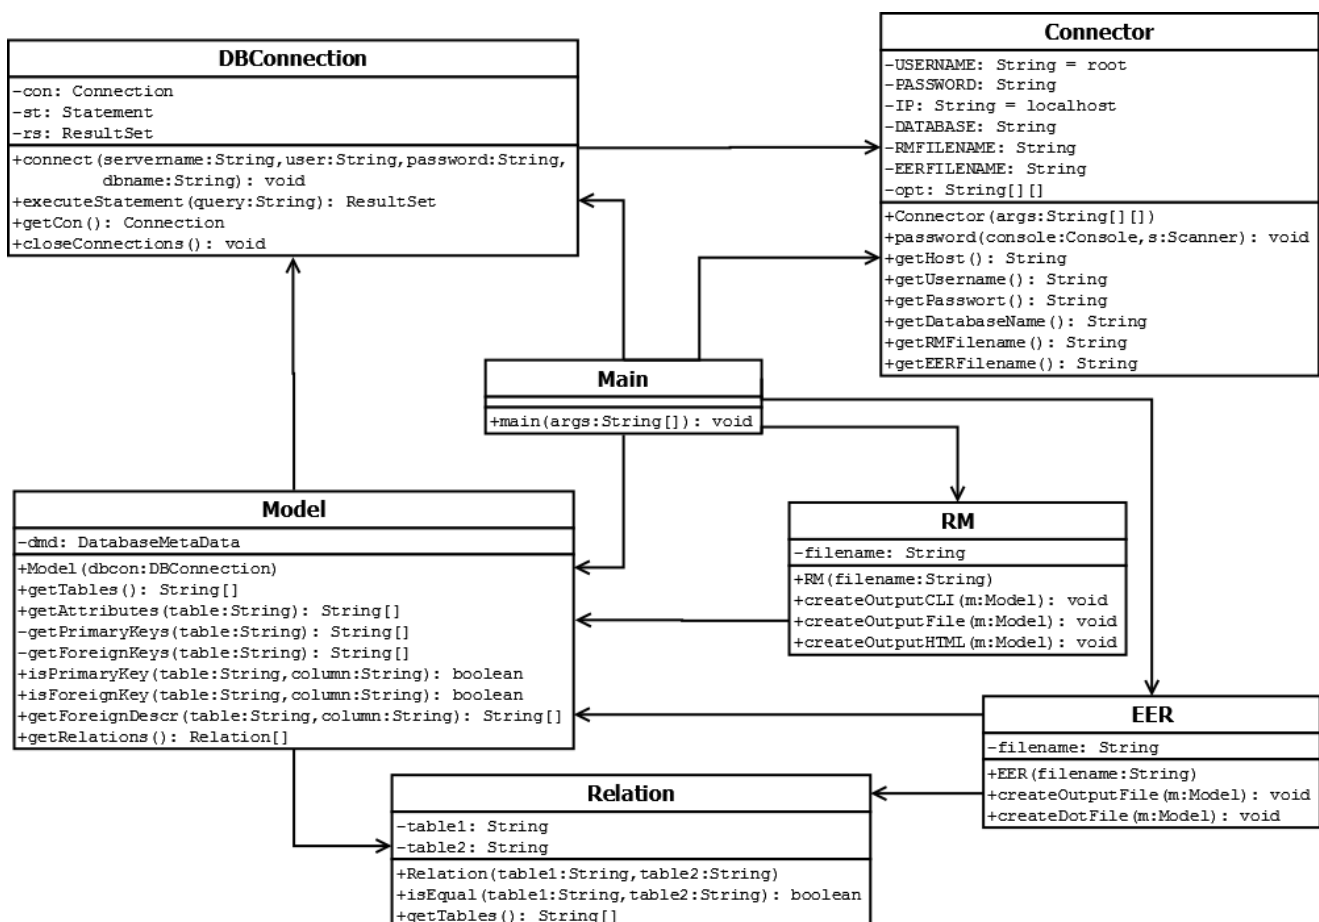 DBConnection
-con: Connection
-st: Statement
-rs: ResultSet
+connect(servername:String,user:String,password:String,
dbname:String): void
+executeStatement(query:String): ResultSet
+getCon(): Connection
+closeConnections(): void
Connector
-USERNAME: String = root
-PASSWORD: String
-IP: String = localhost
-DATABASE: String
-RMFILENAME: String
-EERFILENAME: String
-opt: String[][]
+Connector(args:String[][])
+password(console:Console,s:Scanner): void
+getHost(): String
+getUsername(): String
+getPasswort(): String
+getDatabaseName(): String
+getRMFilename(): String
+getEERFilename(): String
Main
+main(args:String[]): void
Model
-dmd: DatabaseMetaData
+Model(dbcon:DBConnection)
+getTables(): String[]
+getAttributes(table:String): String[]
-getPrimaryKeys(table:String): String[]
-getForeignKeys(table:String): String[]
+isPrimaryKey(table:String,column:String): boolean
+isForeignKey(table:String,column:String): boolean
+getForeignDescr(table:String,column:String): String[]
+getRelations(): Relation[]
RM
-filename: String
+RM(filename:String)
+createOutputCLI(m:Model): void
+createOutputFile(m:Model): void
+createOutputHTML(m:Model): void
EER
-filename: String
+EER(filename:String)
+createOutputFile(m:Model): void
+createDotFile(m:Model): void
Relation
-table1: String
-table2: String
+Relation(table1:String,table2:String)
+isEqual(table1:String,table2:String): boolean
+getTables(): String[]